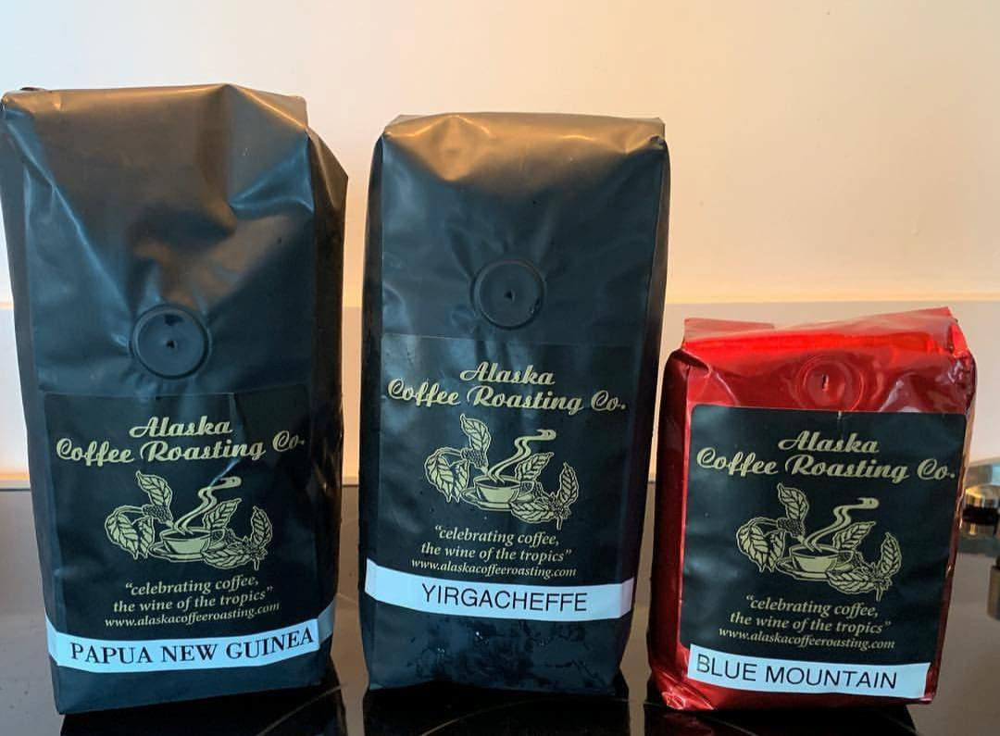 Alaska
Coffee Roasting Co.
"celebrating coffee,
the wine of the tropics"
www.alaskacoffeeroasting.com
PAPUA NEW GUINEA
Alaska
Coffee Roasting Co.
"celebrating coffee,
the wine of the tropics"
www.alaskacoffeeroasting.com
YIRGACHEFFE
Alaska
Coffee Roasting Co.
"celebrating coffee,
the wine of the tropics"
www.alaskacoffeeroasting.com
BLUE MOUNTAIN